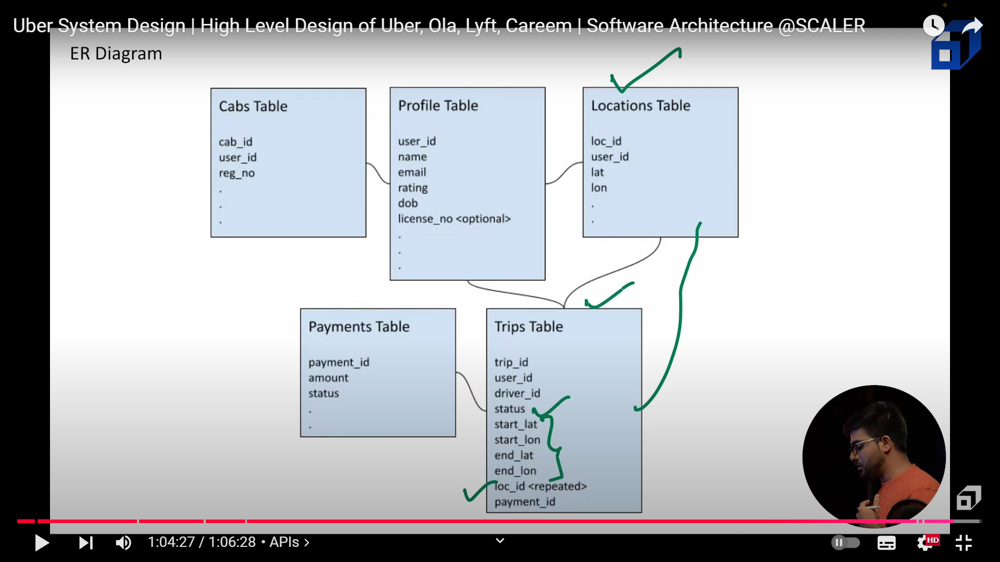 Uber System Design | High Level Design of Uber, Ola, Lyft, Careem | Software Architecture @SCALER
ER Diagram
Cabs Table
cab_id
user_id
reg_no
.
.
.
Profile Table
user_id
name
email
rating
dob
license_no <optional>
.
.
.
Locations Table
loc_id
user_id
lat
lon
.
.
Payments Table
payment_id
amount
status
.
.
Trips Table
trip_id
user_id
driver_id
status
start_lat
start_lon
end_lat
end_lon
loc_id <repeated>
payment_id
1:04:27 / 1:06:28 • APIs >
HD